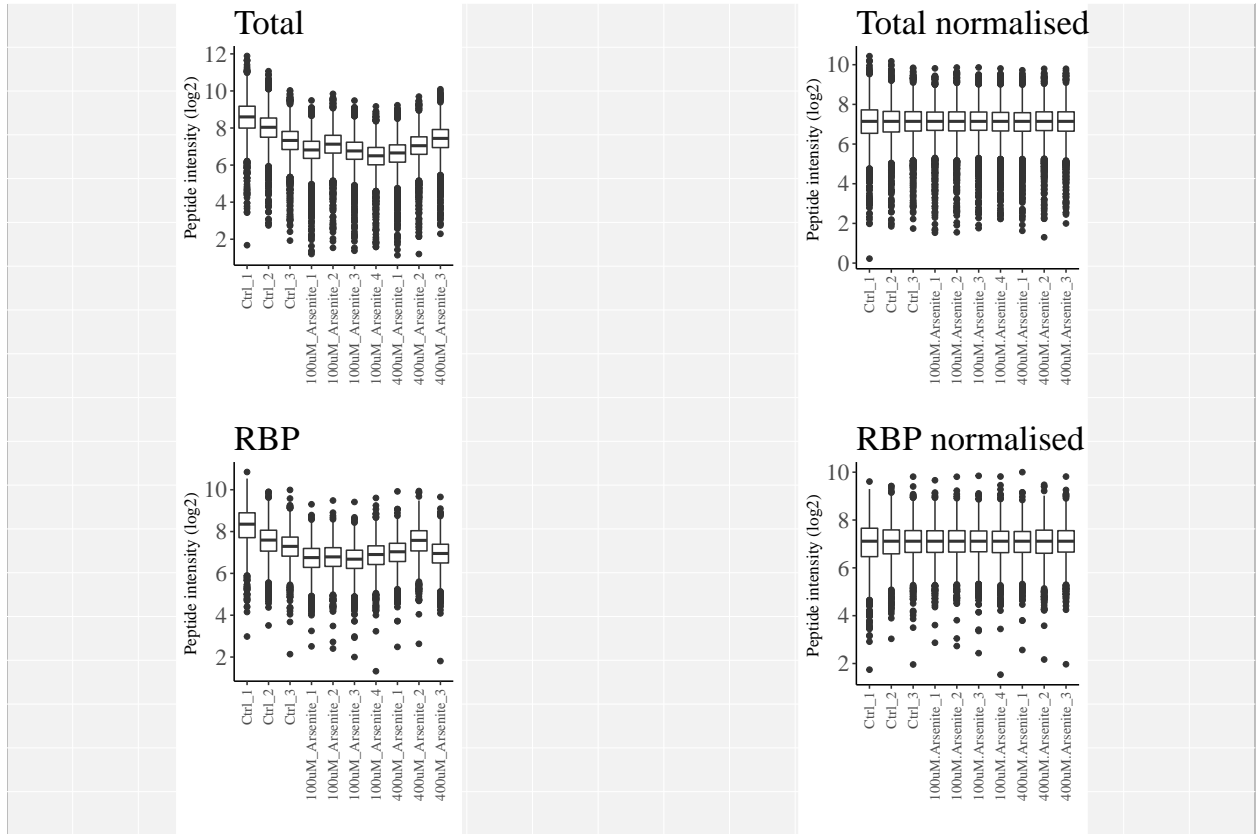 Total
Peptide intensity (log2)
12
10
8
6
4
2
Ctrl_1
Ctrl_2
Ctrl_3
100uM_Arsenite_1
100uM_Arsenite_2
100uM_Arsenite_3
100uM_Arsenite_4
400uM_Arsenite_1
400uM_Arsenite_2
400uM_Arsenite_3
Total normalised
Peptide intensity (log2)
10
8
6
4
2
0
Ctrl_1
Ctrl_2
Ctrl_3
100uM.Arsenite_1
100uM.Arsenite_2
100uM.Arsenite_3
100uM.Arsenite_4
400uM.Arsenite_1
400uM.Arsenite_2
400uM.Arsenite_3
RBP
Peptide intensity (log2)
10
8
6
4
2
Ctrl_1
Ctrl_2
Ctrl_3
100uM_Arsenite_1
100uM_Arsenite_2
100uM_Arsenite_3
100uM_Arsenite_4
400uM_Arsenite_1
400uM_Arsenite_2
400uM_Arsenite_3
RBP normalised
Peptide intensity (log2)
10
8
6
4
2
Ctrl_1
Ctrl_2
Ctrl_3
100uM.Arsenite_1
100uM.Arsenite_2
100uM.Arsenite_3
100uM.Arsenite_4
400uM.Arsenite_1
400uM.Arsenite_2
400uM.Arsenite_3